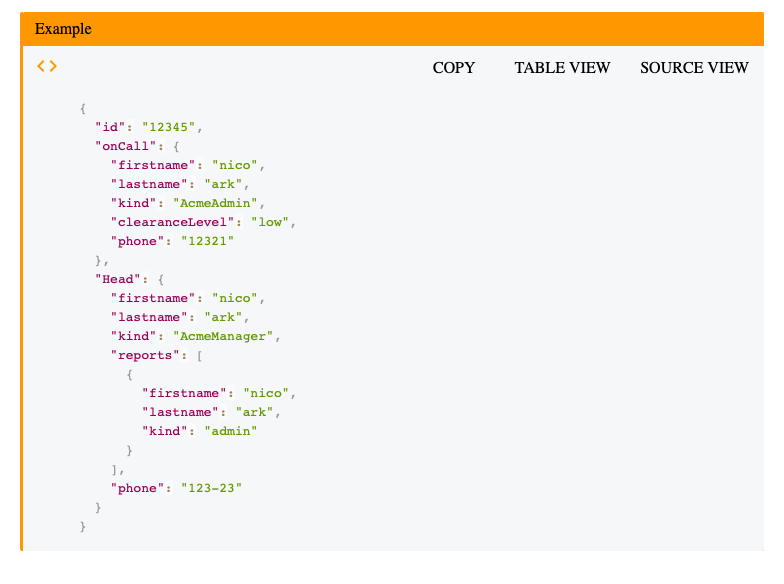 Example
<> COPY TABLE VIEW SOURCE VIEW
{
  "id": "12345",
  "onCall": {
    "firstname": "nico",
    "lastname": "ark",
    "kind": "AcmeAdmin",
    "clearanceLevel": "low",
    "phone": "12321"
  },
  "Head": {
    "firstname": "nico",
    "lastname": "ark",
    "kind": "AcmeManager",
    "reports": [
      {
        "firstname": "nico",
        "lastname": "ark",
        "kind": "admin"
      }
    ],
    "phone": "123-23"
  }
}